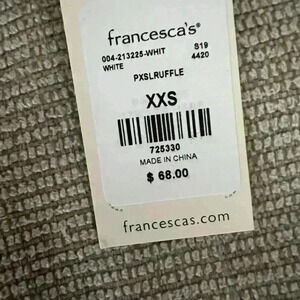 francesca's®
004-213225-WHIT S19
WHITE 4420
PXSLRUFFLE
XXS
725330
MADE IN CHINA
$ 68.00
francescas.com